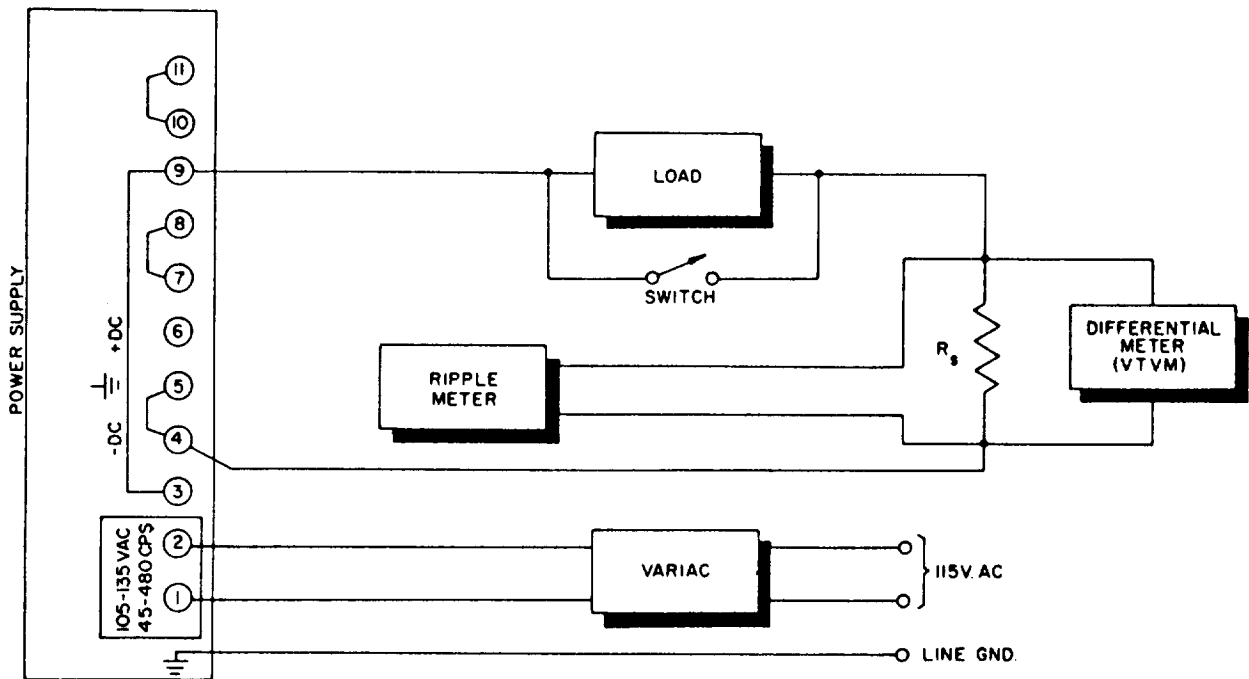 POWER SUPPLY
11
10
9
8
7
6
5
4
3
2
1
+DC
-DC
105-135 VAC
45-480 CPS
LOAD
SWITCH
RIPPLE
METER
R_s
DIFFERENTIAL
METER
(VTVM)
VARIAC
115V. AC
LINE GND.